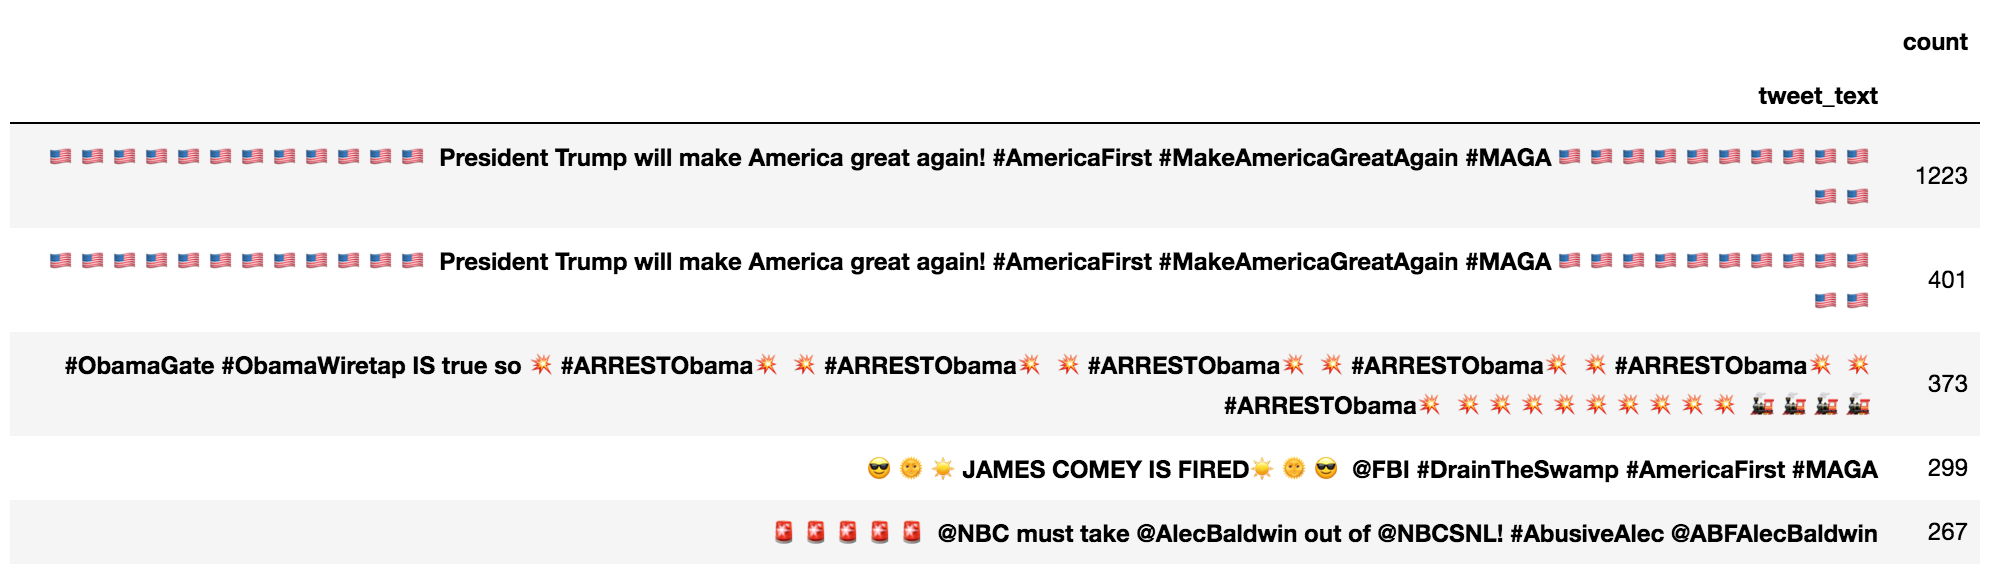 count
tweet_text
🇺🇸 🇺🇸 🇺🇸 🇺🇸 🇺🇸 🇺🇸 🇺🇸 🇺🇸 🇺🇸 🇺🇸 🇺🇸 🇺🇸 President Trump will make America great again! #AmericaFirst #MakeAmericaGreatAgain #MAGA🇺🇸 🇺🇸 🇺🇸 🇺🇸 🇺🇸 🇺🇸 🇺🇸 🇺🇸 🇺🇸 🇺🇸
🇺🇸 🇺🇸
1223
🇺🇸 🇺🇸 🇺🇸 🇺🇸 🇺🇸 🇺🇸 🇺🇸 🇺🇸 🇺🇸 🇺🇸 🇺🇸 🇺🇸 President Trump will make America great again! #AmericaFirst #MakeAmericaGreatAgain #MAGA🇺🇸 🇺🇸 🇺🇸 🇺🇸 🇺🇸 🇺🇸 🇺🇸 🇺🇸 🇺🇸 🇺🇸
🇺🇸 🇺🇸
401
#ObamaGate #ObamaWiretap IS true so 💥 #ARRESTObama💥 💥 #ARRESTObama💥 💥 #ARRESTObama💥 💥 #ARRESTObama💥 💥 #ARRESTObama💥 💥
#ARRESTObama💥 💥 💥 💥 💥 💥 💥 💥 💥 💥 🚂 🚂 🚂 🚂
373
😎 🌞 ☀️ JAMES COMEY IS FIRED☀️ 🌞 😎 @FBI #DrainTheSwamp #AmericaFirst #MAGA
299
🚨 🚨 🚨 🚨 🚨 @NBC must take @AlecBaldwin out of @NBCSNL! #AbusiveAlec @ABFAlecBaldwin
267